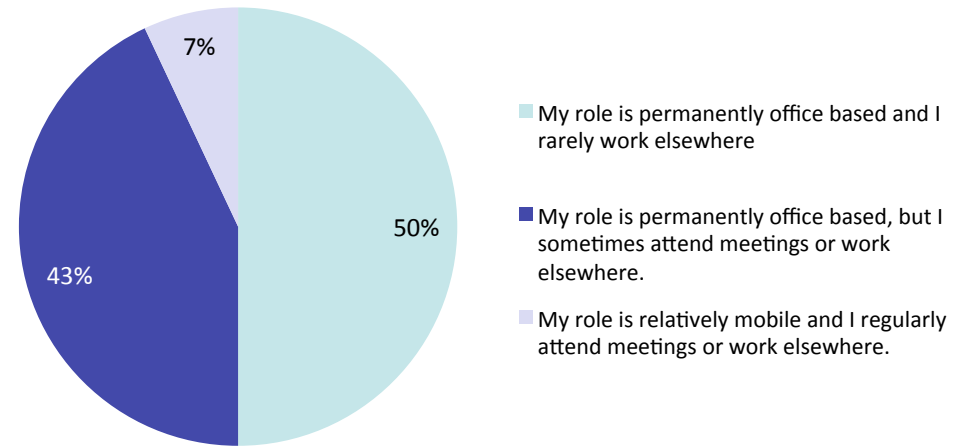 7%
50%
43%
My role is permanently office based and I
rarely work elsewhere
My role is permanently office based, but I
sometimes attend meetings or work
elsewhere.
My role is relatively mobile and I regularly
attend meetings or work elsewhere.